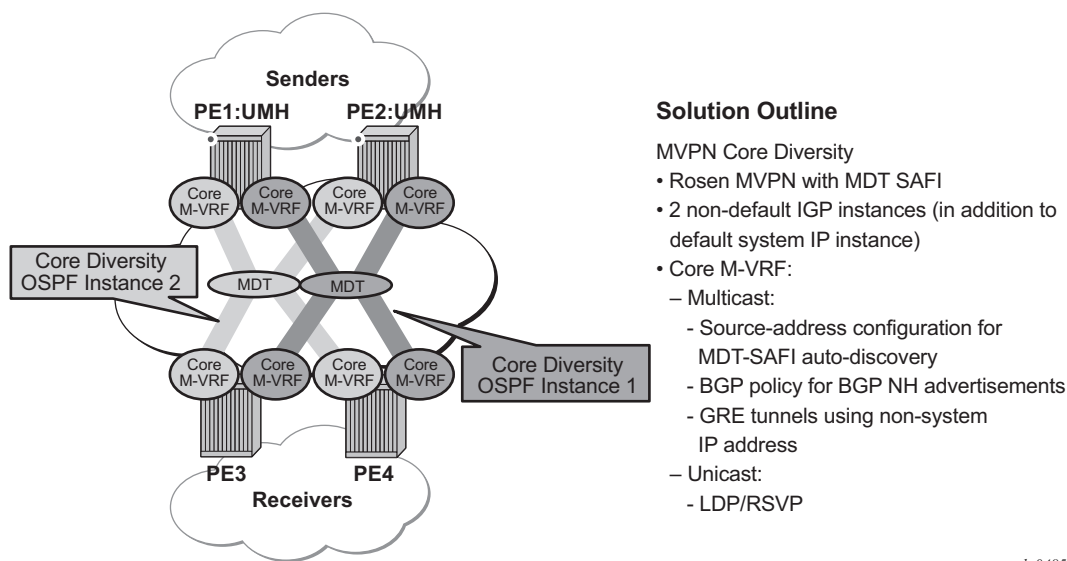 Senders
PE1:UMH
PE2:UMH
Core
M-VRF
Core
M-VRF
Core
M-VRF
Core
M-VRF
Core Diversity
OSPF Instance 2
MDT
MDT
Core
M-VRF
Core
M-VRF
Core
M-VRF
Core
M-VRF
Core Diversity
OSPF Instance 1
PE3
PE4
Receivers
Solution Outline
MVPN Core Diversity
• Rosen MVPN with MDT SAFI
• 2 non-default IGP instances (in addition to
default system IP instance)
• Core M-VRF:
– Multicast:
- Source-address configuration for
MDT-SAFI auto-discovery
- BGP policy for BGP NH advertisements
- GRE tunnels using non-system
IP address
– Unicast:
- LDP/RSVP